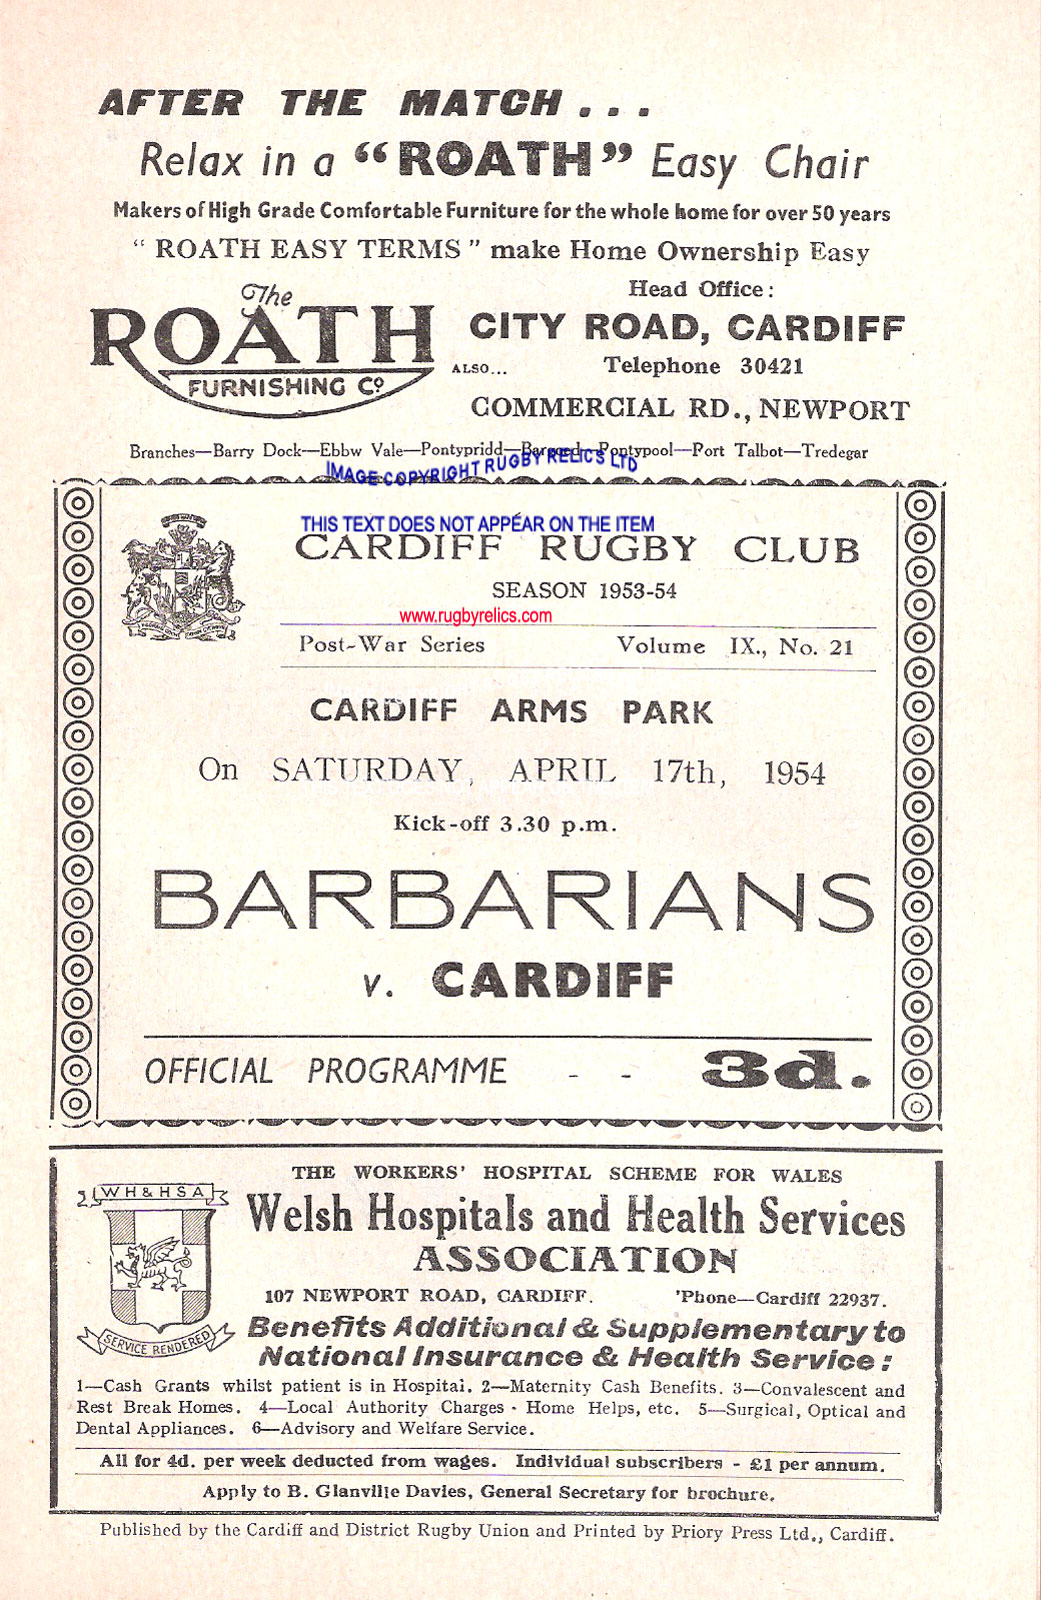 AFTER THE MATCH . . .
Relax in a “ROATH” Easy Chair
Makers of High Grade Comfortable Furniture for the whole home for over 50 years
“ ROATH EASY TERMS ” make Home Ownership Easy
The
ROATH
FURNISHING Co
Head Office :
CITY ROAD, CARDIFF
ALSO...
Telephone 30421
COMMERCIAL RD., NEWPORT
Branches—Barry Dock—Ebbw Vale—Pontypridd—Bargoed—Pontypool—Port Talbot—Tredegar
IMAGE COPYRIGHT RUGBY RELICS LTD
THIS TEXT DOES NOT APPEAR ON THE ITEM
CARDIFF RUGBY CLUB
SEASON 1953-54
www.rugbyrelics.com
Post-War Series Volume IX., No. 21
CARDIFF ARMS PARK
On SATURDAY, APRIL 17th, 1954
Kick-off 3.30 p.m.
BARBARIANS
v. CARDIFF
OFFICIAL PROGRAMME - - 3d.
THE WORKERS' HOSPITAL SCHEME FOR WALES
WH & HSA
Welsh Hospitals and Health Services
ASSOCIATION
107 NEWPORT ROAD, CARDIFF. 'Phone—Cardiff 22937.
SERVICE RENDERED
Benefits Additional & Supplementary to
National Insurance & Health Service :
1—Cash Grants whilst patient is in Hospital. 2—Maternity Cash Benefits. 3—Convalescent and
Rest Break Homes. 4—Local Authority Charges - Home Helps, etc. 5—Surgical, Optical and
Dental Appliances. 6—Advisory and Welfare Service.
All for 4d. per week deducted from wages. Individual subscribers - £1 per annum.
Apply to B. Glanville Davies, General Secretary for brochure.
Published by the Cardiff and District Rugby Union and Printed by Priory Press Ltd., Cardiff.